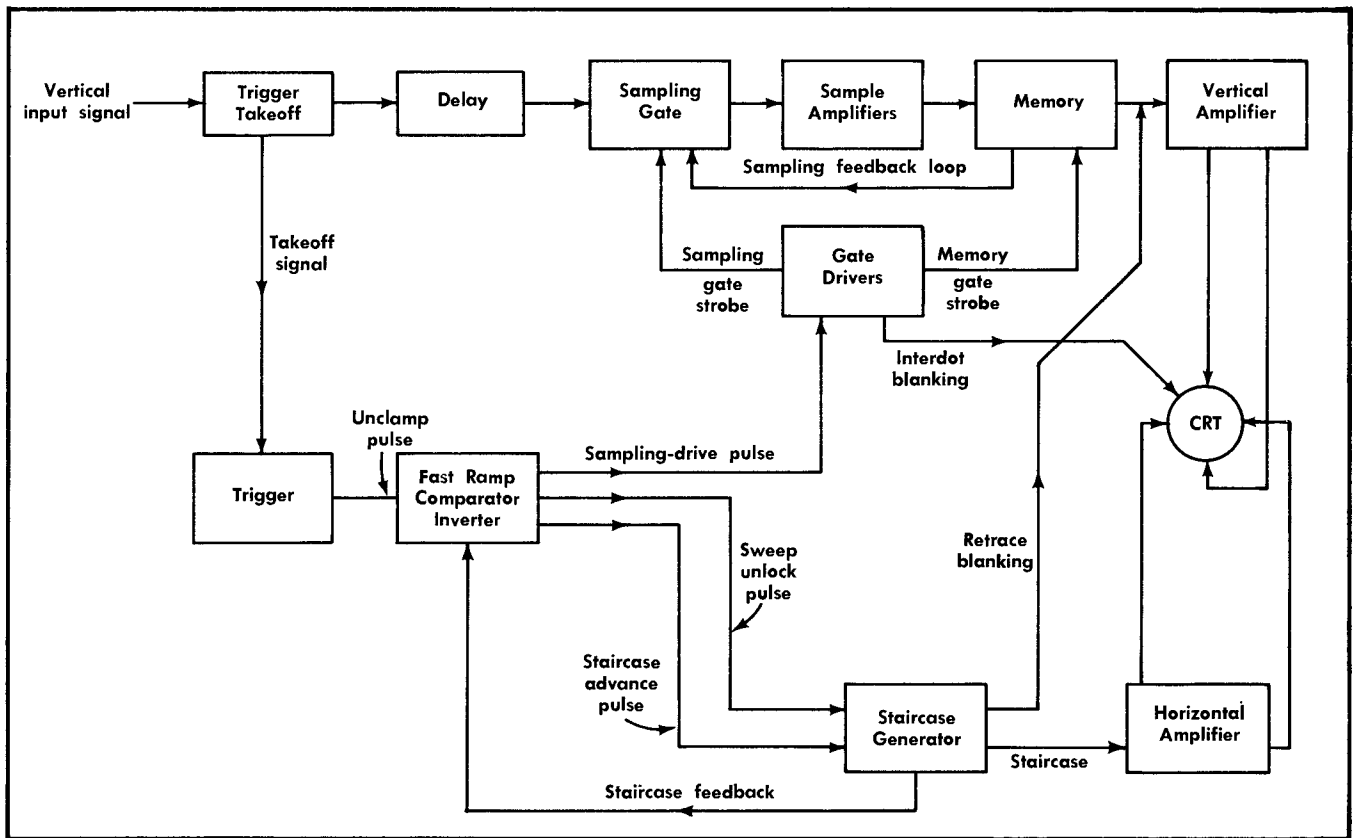 Vertical
input signal
Trigger
Takeoff
Delay
Sampling
Gate
Sample
Amplifiers
Memory
Vertical
Amplifier
Sampling feedback loop
Takeoff
signal
Sampling
gate
strobe
Gate
Drivers
Memory
gate
strobe
Interdot
blanking
CRT
Unclamp
pulse
Sampling-drive pulse
Trigger
Fast Ramp
Comparator
Inverter
Retrace
blanking
Sweep
unlock
pulse
Staircase
advance
pulse
Staircase
Generator
Staircase
Horizontal
Amplifier
Staircase feedback